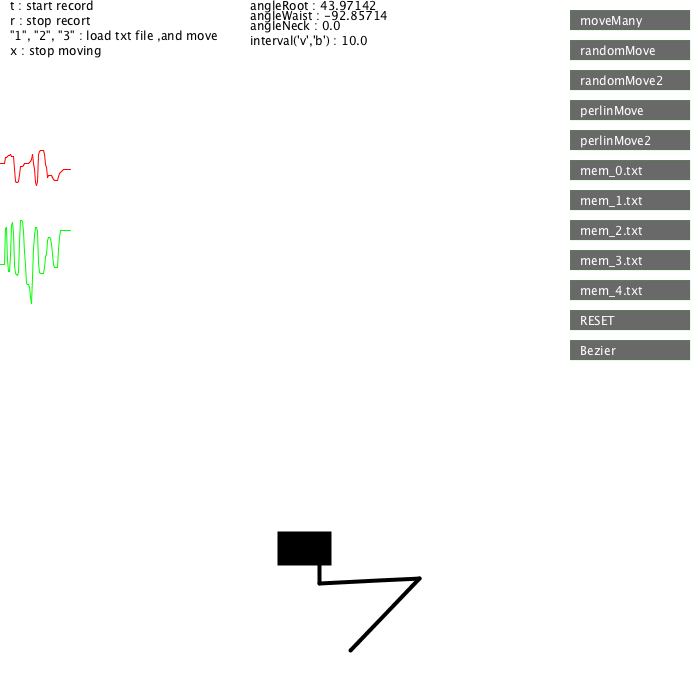 t : start record
r : stop recort
"1", "2", "3" : load txt file ,and move
x : stop moving
angleRoot : 43.97142
angleWaist : -92.85714
angleNeck : 0.0
interval('v','b') : 10.0
moveMany
randomMove
randomMove2
perlinMove
perlinMove2
mem_0.txt
mem_1.txt
mem_2.txt
mem_3.txt
mem_4.txt
RESET
Bezier